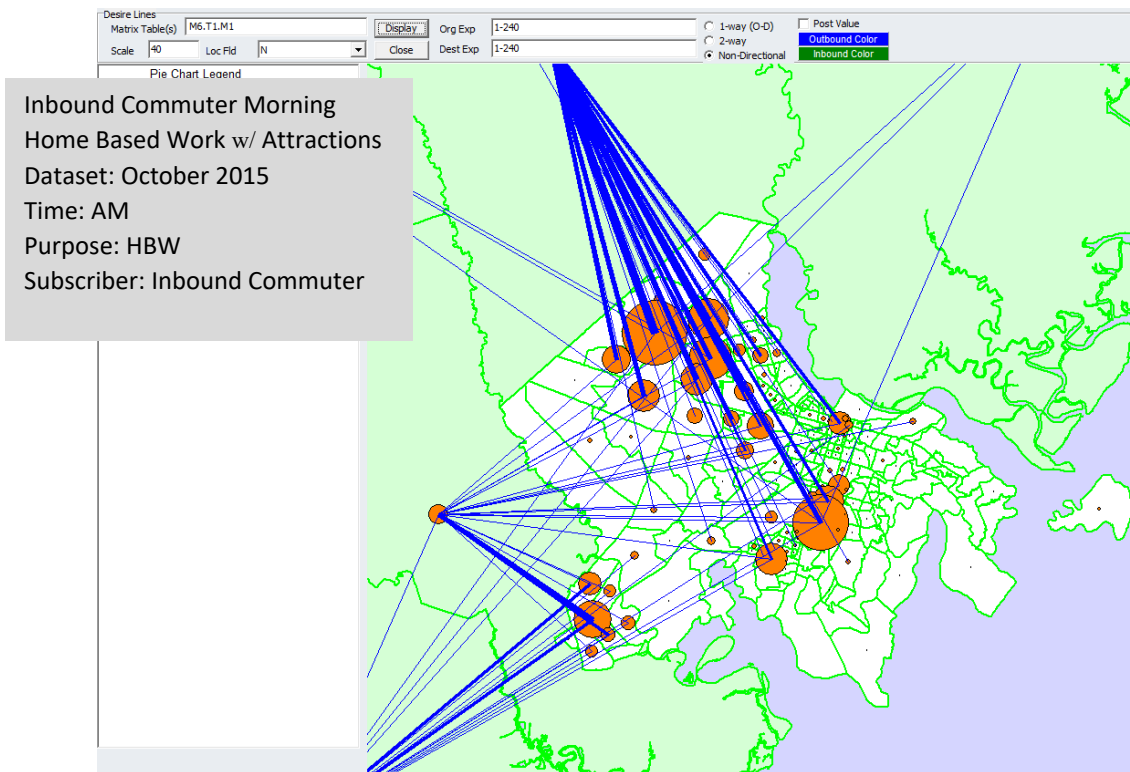 Desire Lines
Matrix Table(s) M6.T1.M1 Display Org Exp 1-240 1-way (O-D) Post Value
2-way Outbound Color
Scale 40 Loc Fld N Close Dest Exp 1-240 Non-Directional Inbound Color
Pie Chart Legend
Inbound Commuter Morning
Home Based Work w/ Attractions
Dataset: October 2015
Time: AM
Purpose: HBW
Subscriber: Inbound Commuter